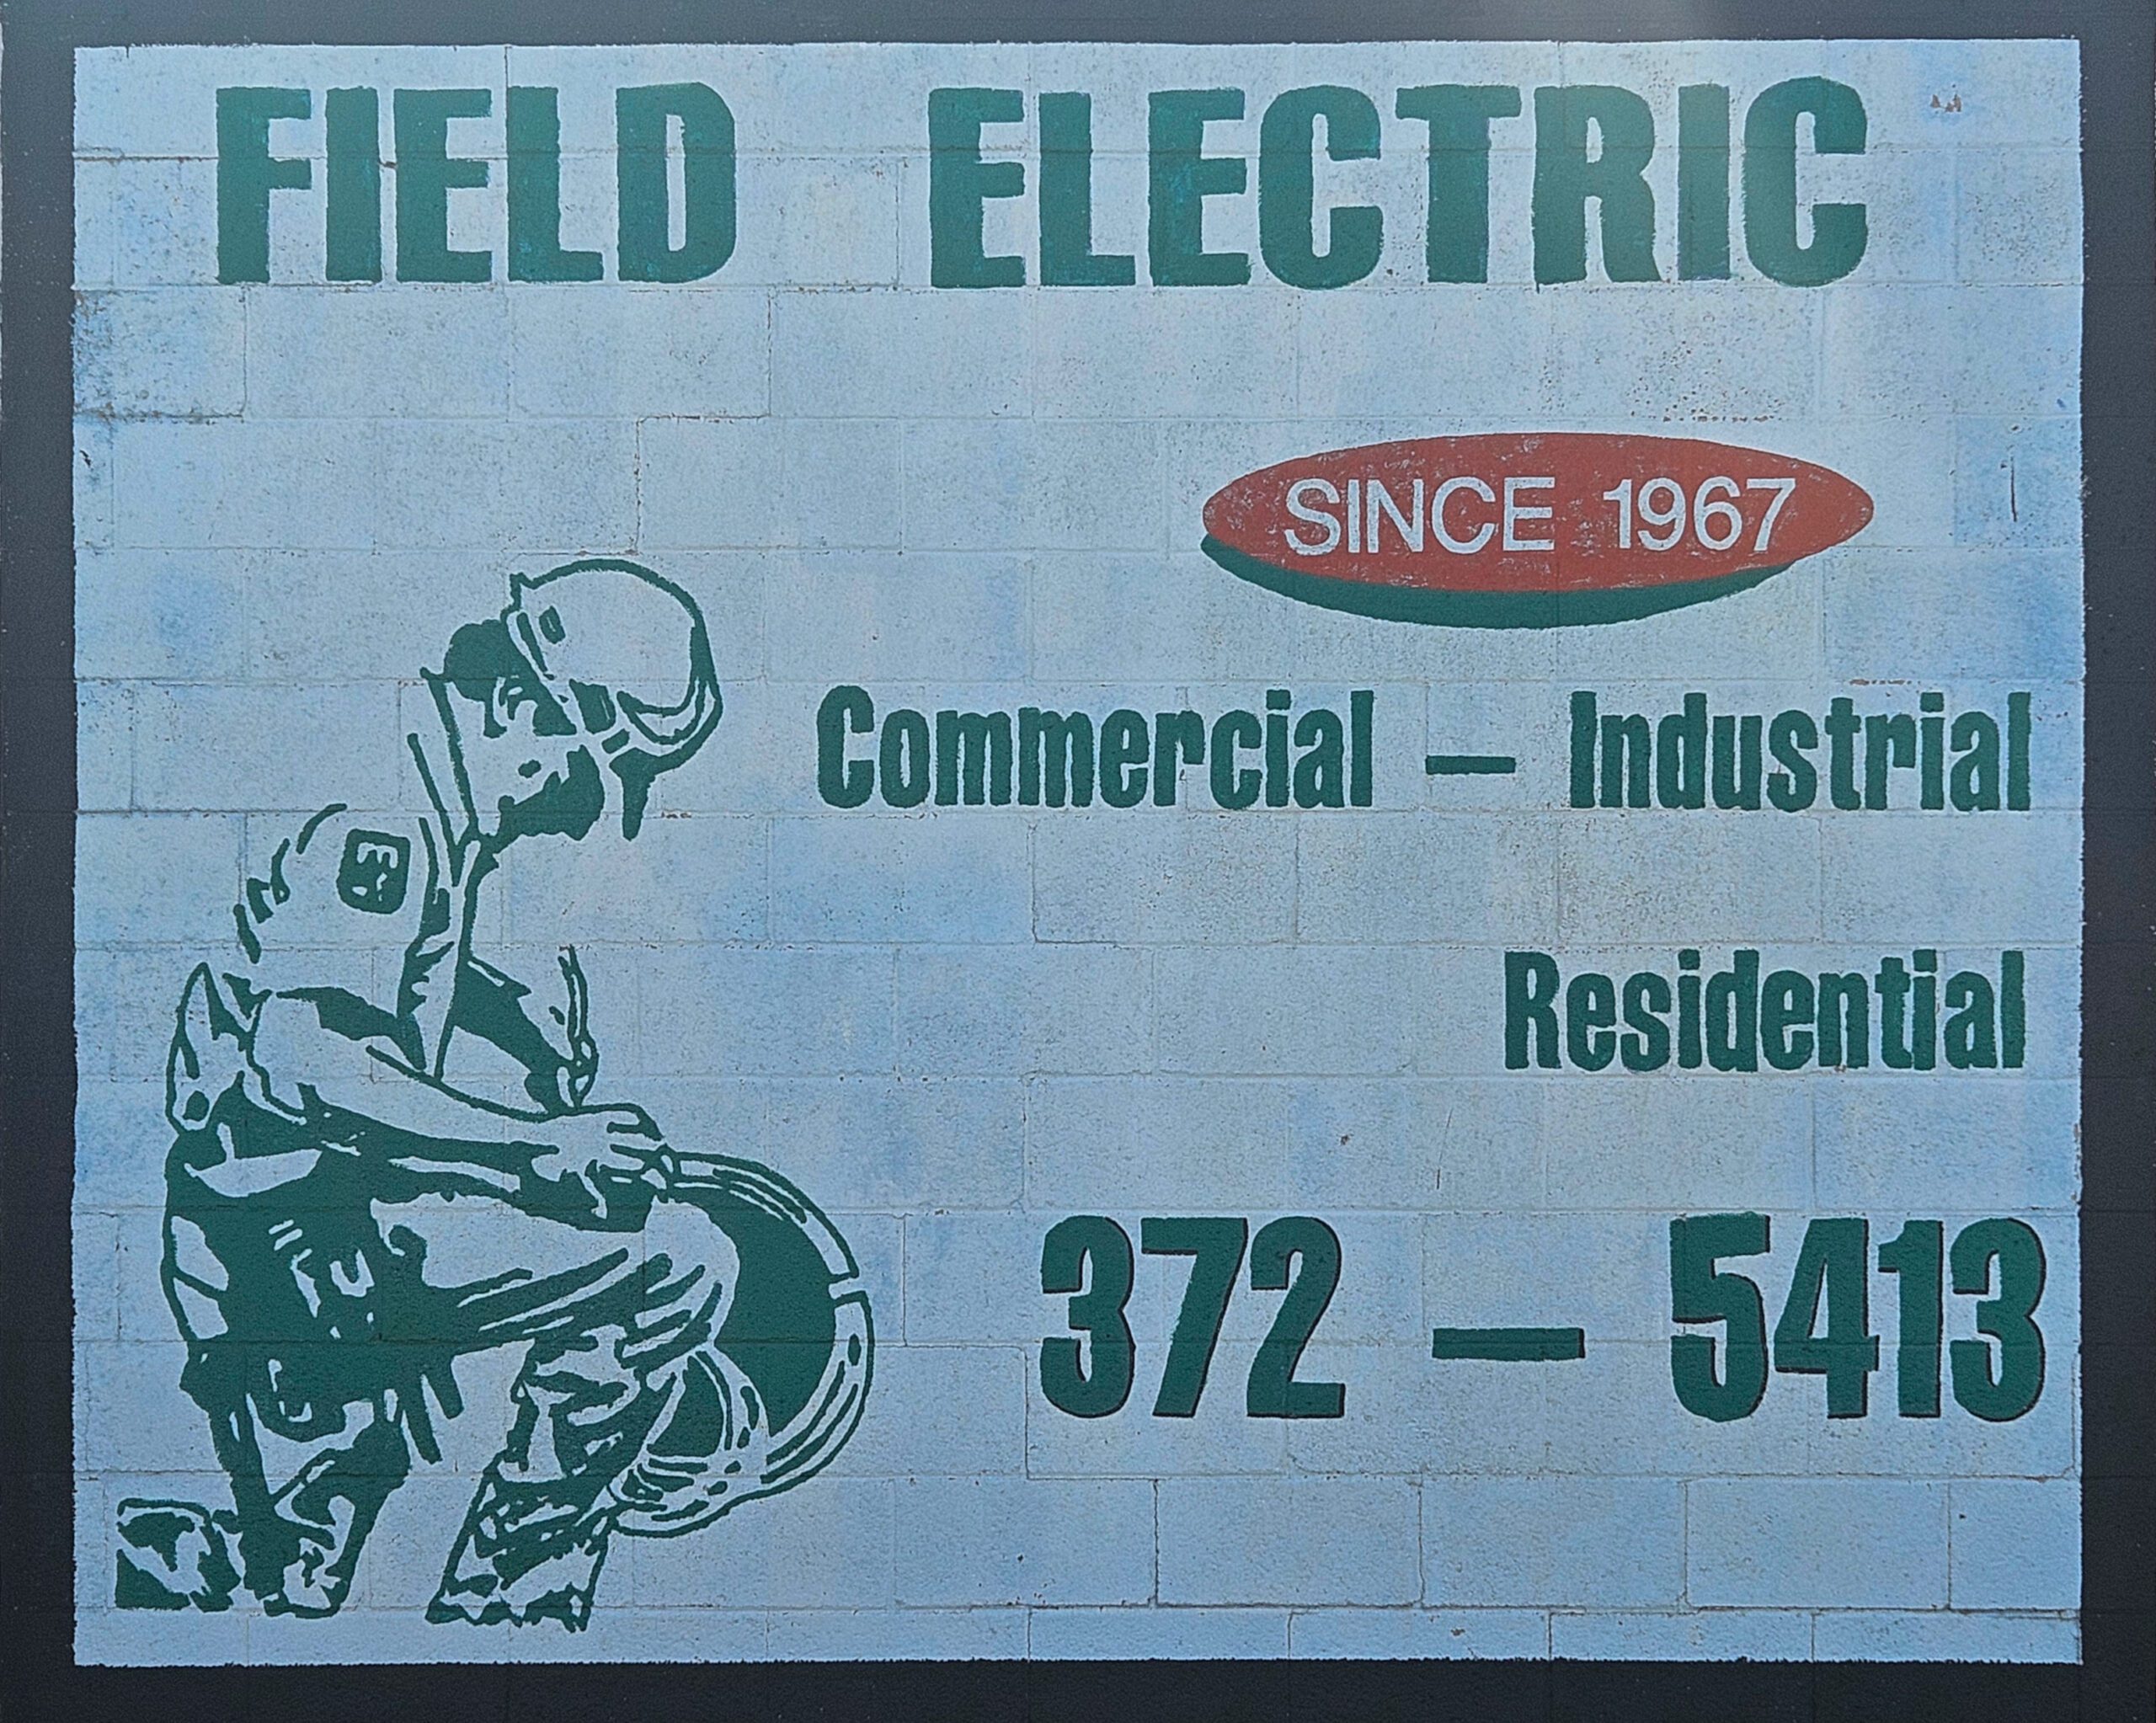 FIELD ELECTRIC
SINCE 1967
Commercial — Industrial
Residential
372 — 5413